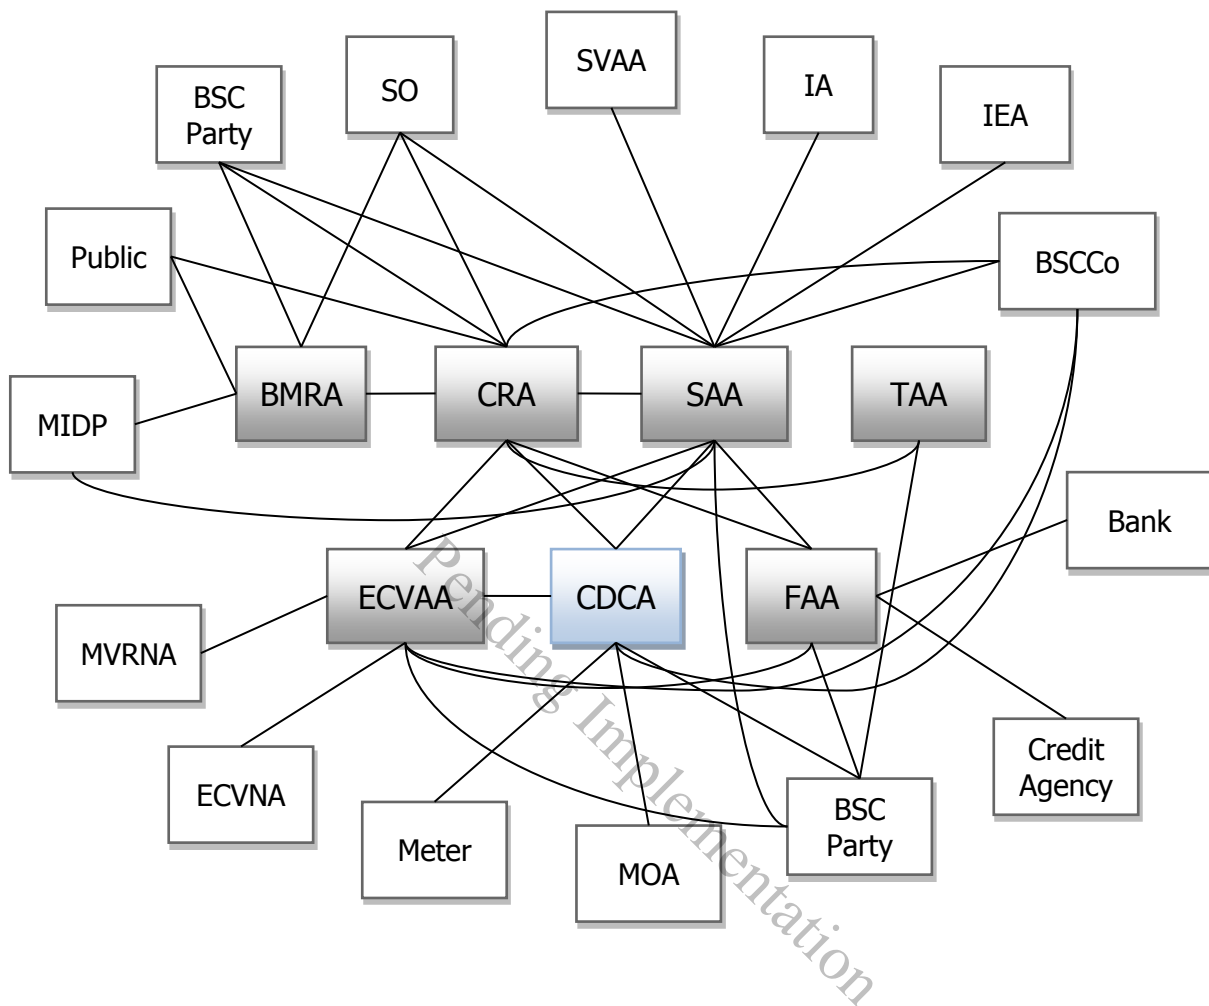 SVAA
SO
IA
BSC
Party
IEA
Public
BSCCo
BMRA
CRA
SAA
TAA
MIDP
Bank
ECVAA
CDCA
FAA
MVRNA
Credit
Agency
ECVNA
BSC
Party
Meter
MOA
Pending Implementation